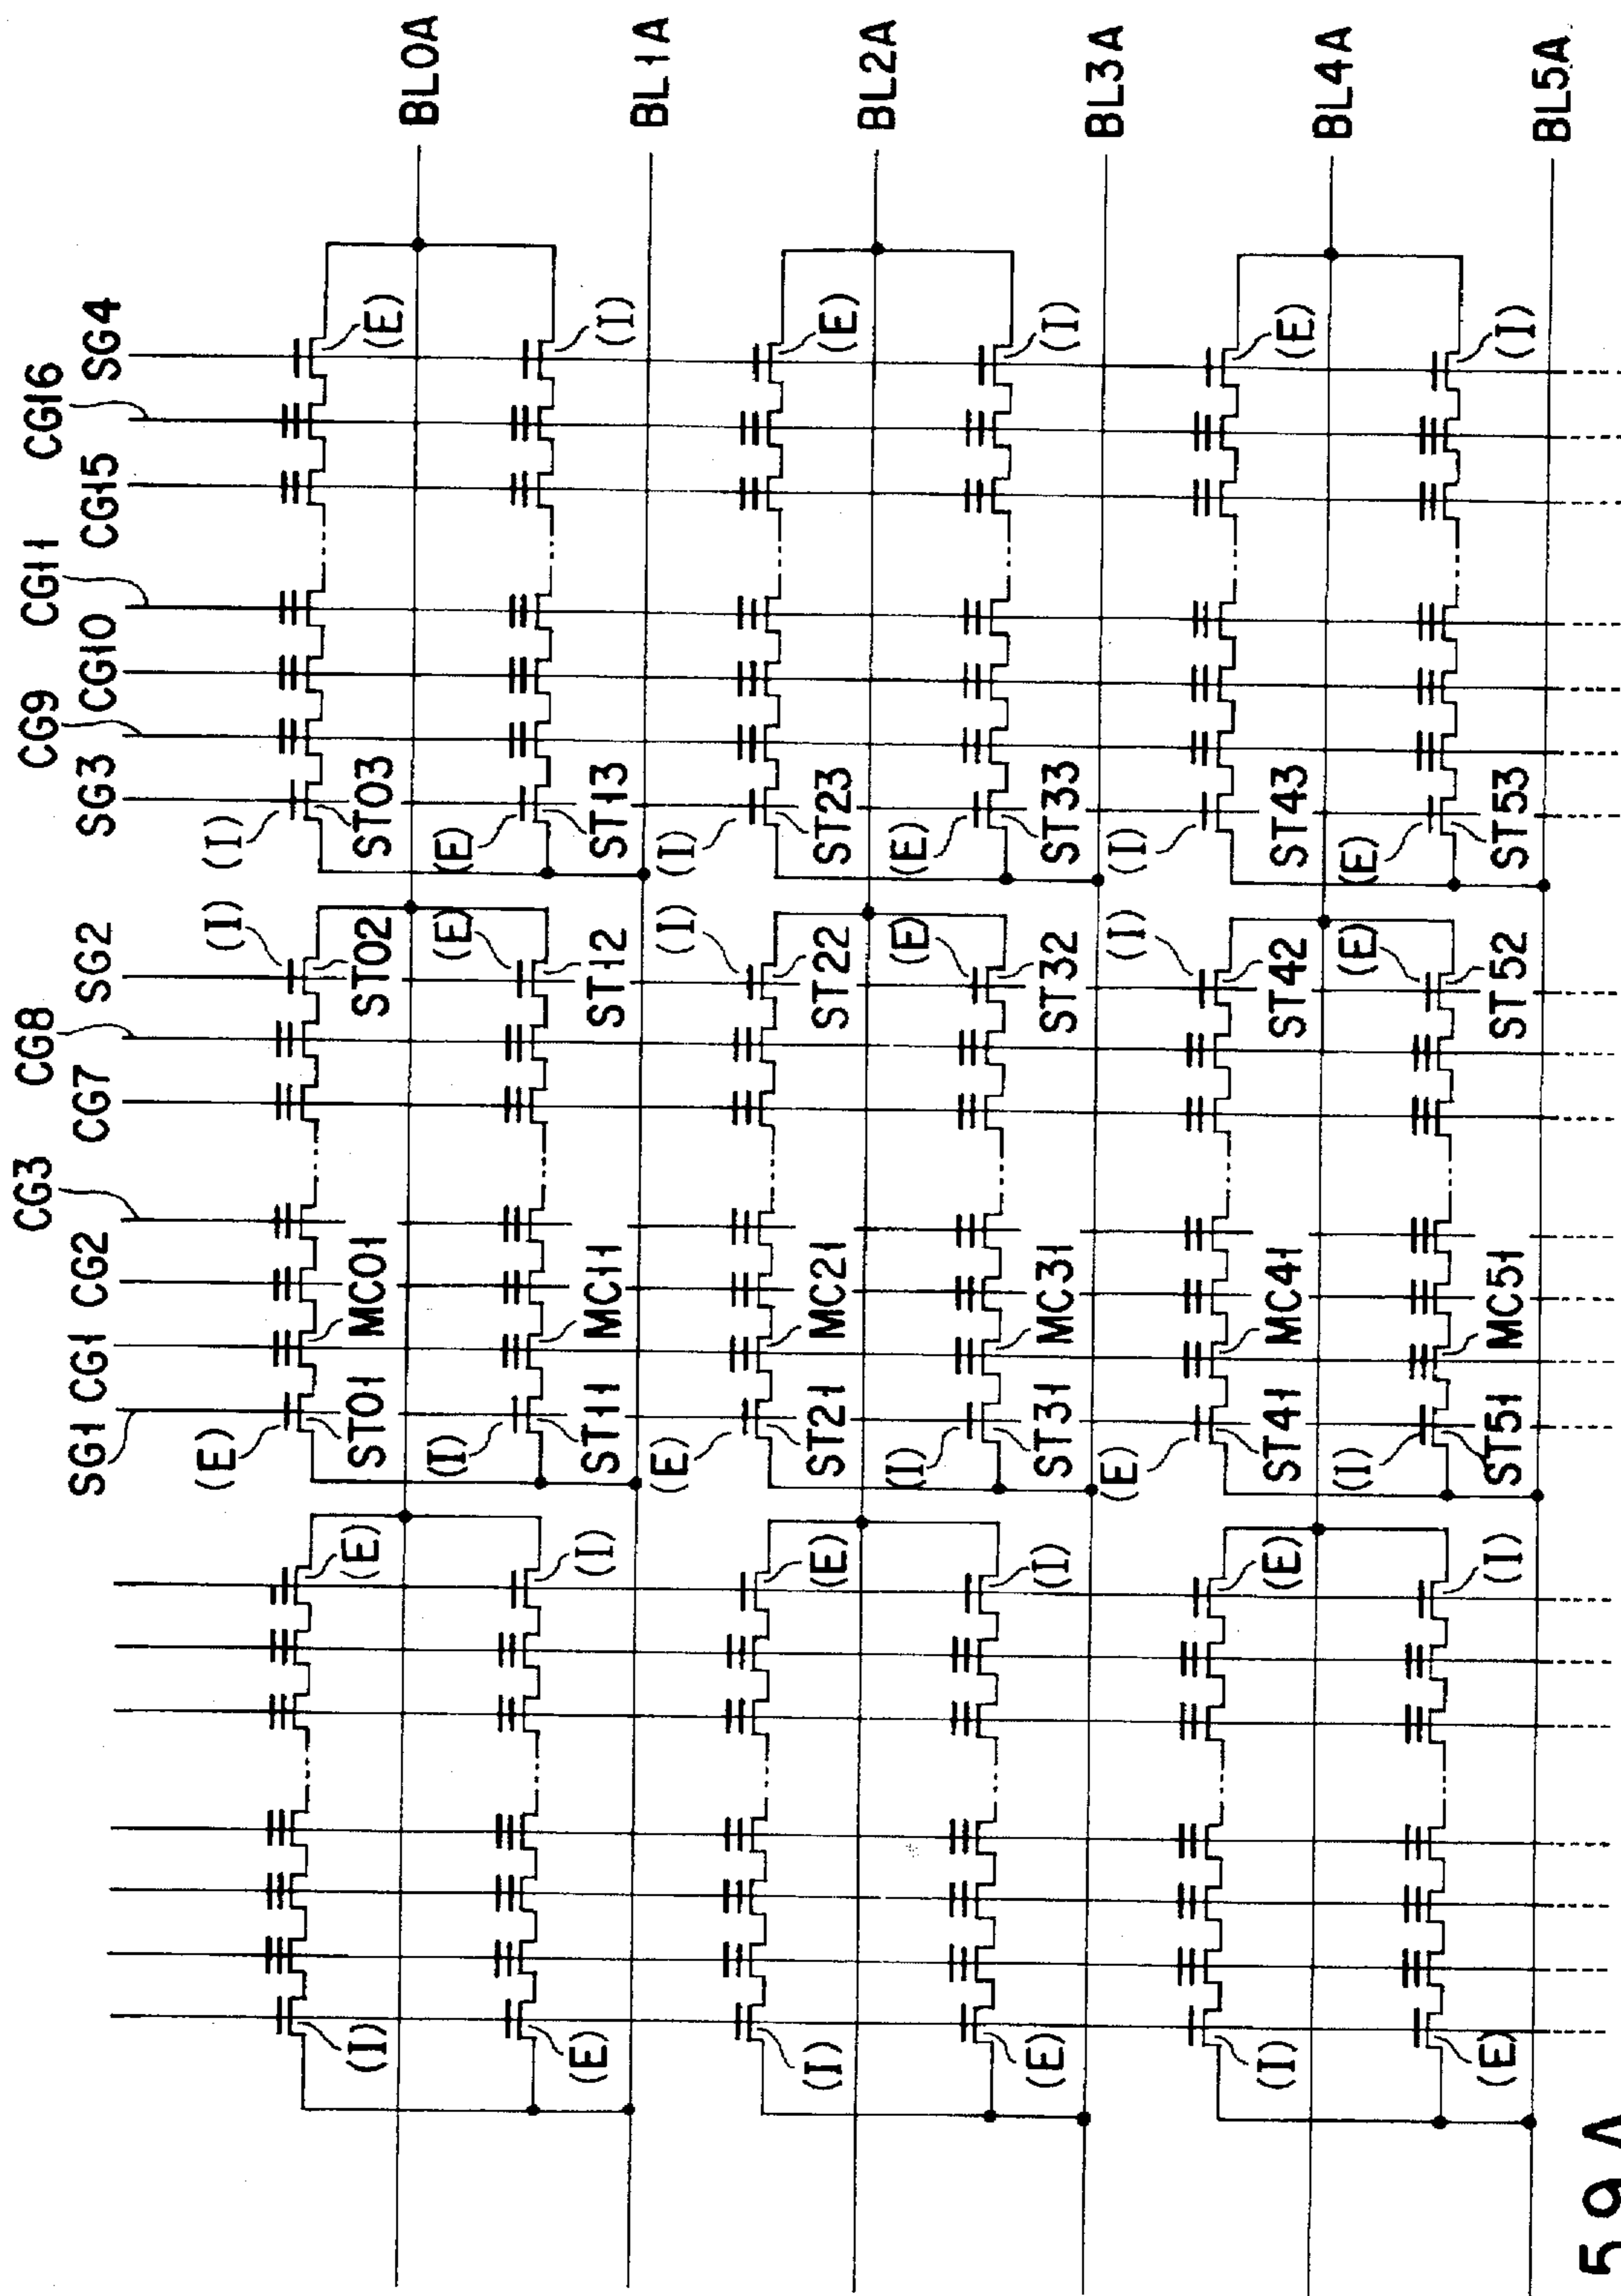 CG3 CG8 CG9 CG11 CG16
SG1 CG1 CG2 CG7 SG2 SG3 CG10 CG15 SG4
(E) (I) (I)
(I) (E) ST01 MC01 ST02 ST03 (E)
BL0A
(I) (E) (E)
(E) (I) ST11 MC11 ST12 ST13 (I)
BL1A
(E) (I) (I)
(I) (E) ST21 MC21 ST22 ST23 (E)
BL2A
(I) (E) (E)
(E) (I) ST31 MC31 ST32 ST33 (I)
BL3A
(E) (I) (I)
(I) (E) ST41 MC41 ST42 ST43 (E)
BL4A
(I) (E) (E)
(E) (I) ST51 MC51 ST52 ST53 (I)
BL5A
59A